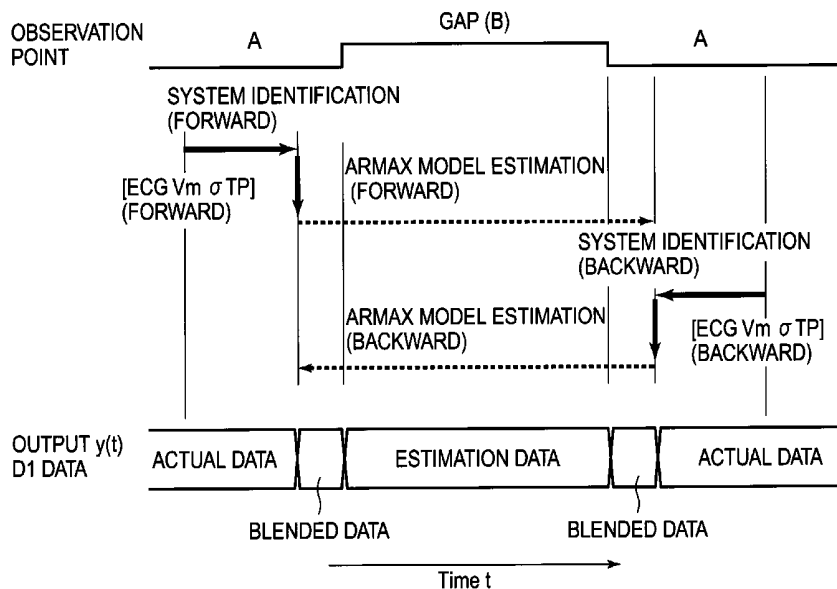 OBSERVATION
POINT
A
GAP (B)
A
SYSTEM IDENTIFICATION
(FORWARD)
[ECG Vm σ TP]
(FORWARD)
ARMAX MODEL ESTIMATION
(FORWARD)
SYSTEM IDENTIFICATION
(BACKWARD)
ARMAX MODEL ESTIMATION
(BACKWARD)
[ECG Vm σ TP]
(BACKWARD)
OUTPUT y(t)
D1 DATA
ACTUAL DATA
ESTIMATION DATA
ACTUAL DATA
BLENDED DATA
BLENDED DATA
Time t